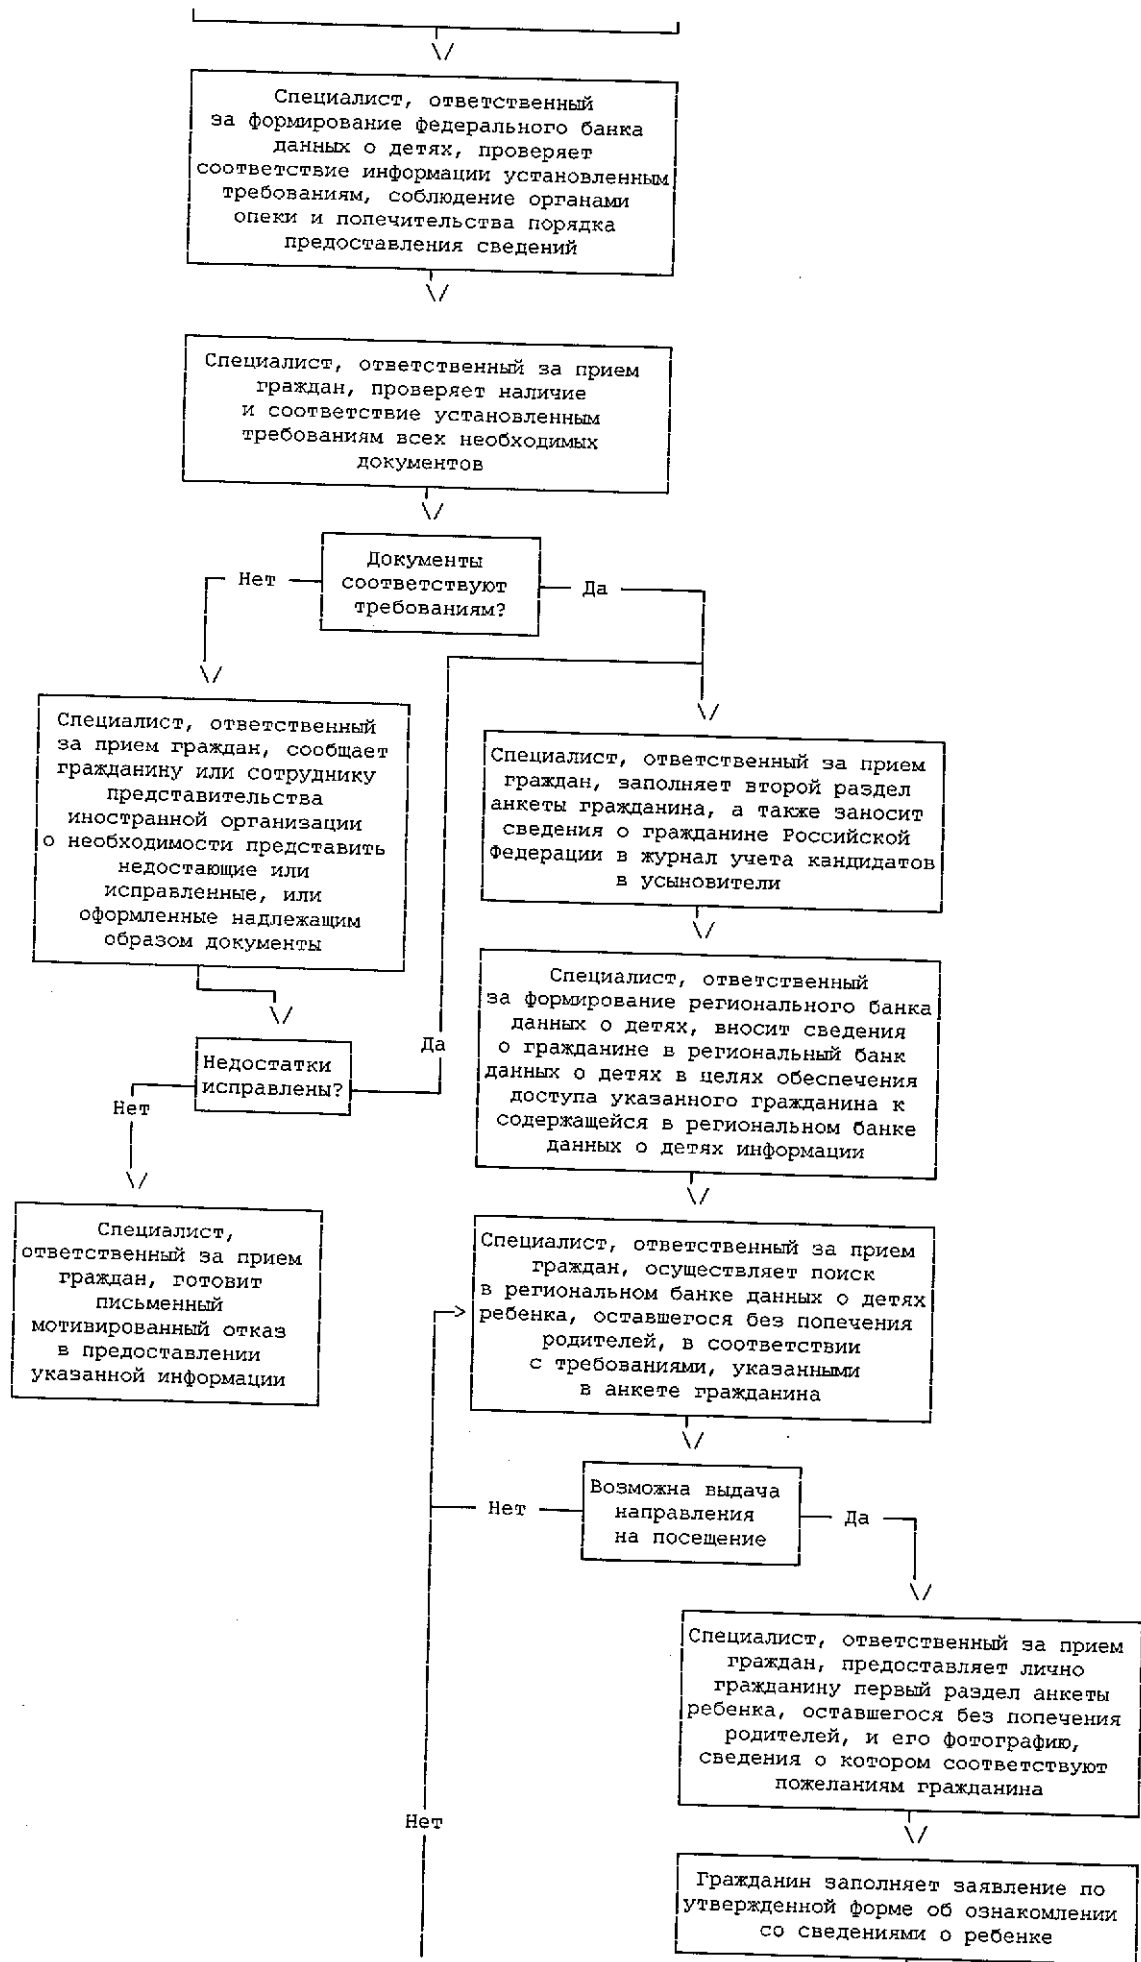 Специалист, ответственный
за формирование федерального банка
данных о детях, проверяет
соответствие информации установленным
требованиям, соблюдение органами
опеки и попечительства порядка
предоставления сведений
Специалист, ответственный за прием
граждан, проверяет наличие
и соответствие установленным
требованиям всех необходимых
документов
Документы
соответствуют
требованиям?
Нет
Да
Специалист, ответственный
за прием граждан, сообщает
гражданину или сотруднику
представительства
иностранной организации
о необходимости представить
недостающие или
исправленные, или
оформленные надлежащим
образом документы
Специалист, ответственный за прием
граждан, заполняет второй раздел
анкеты гражданина, а также заносит
сведения о гражданине Российской
Федерации в журнал учета кандидатов
в усыновители
Недостатки
исправлены?
Да
Нет
Специалист, ответственный
за формирование регионального банка
данных о детях, вносит сведения
о гражданине в региональный банк
данных о детях в целях обеспечения
доступа указанного гражданина к
содержащейся в региональном банке
данных о детях информации
Специалист,
ответственный за прием
граждан, готовит
письменный
мотивированный отказ
в предоставлении
указанной информации
Специалист, ответственный за прием
граждан, осуществляет поиск
в региональном банке данных о детях
ребенка, оставшегося без попечения
родителей, в соответствии
с требованиями, указанными
в анкете гражданина
Возможна выдача
направления
на посещение
Нет
Да
Специалист, ответственный за прием
граждан, предоставляет лично
гражданину первый раздел анкеты
ребенка, оставшегося без попечения
родителей, и его фотографию,
сведения о котором соответствуют
пожеланиям гражданина
Нет
Гражданин заполняет заявление по
утвержденной форме об ознакомлении
со сведениями о ребенке